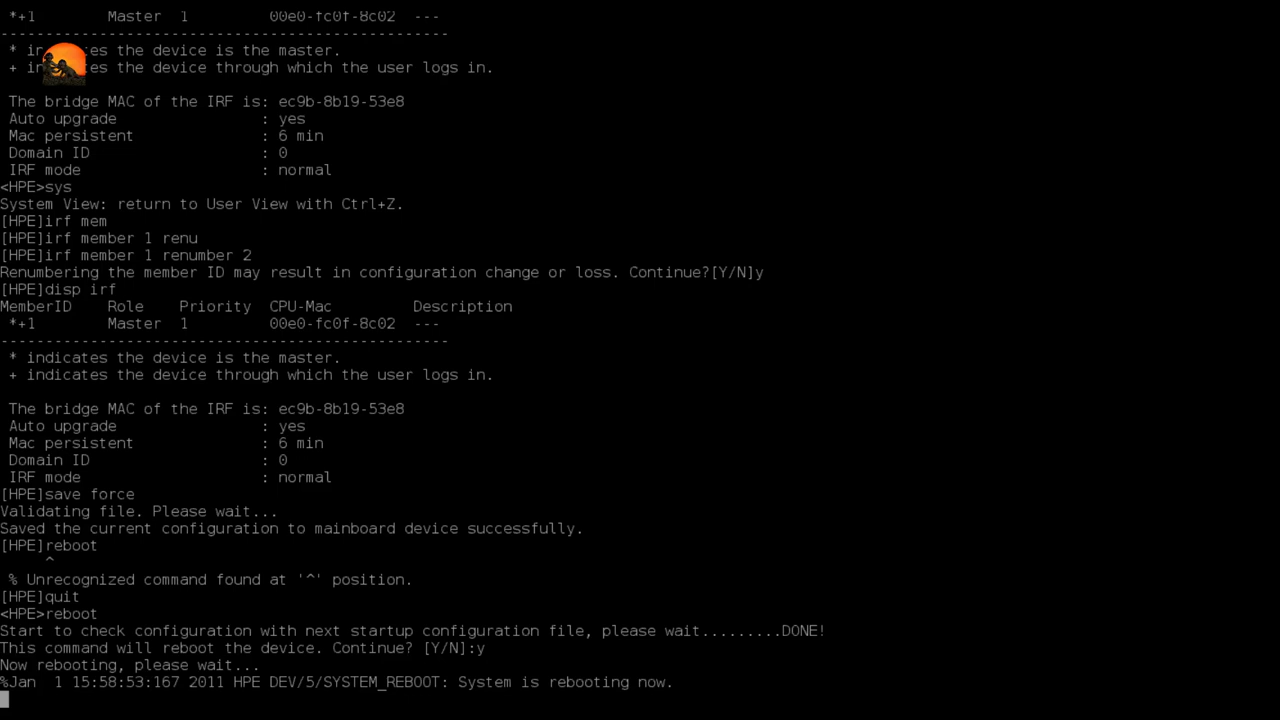 *+1        Master  1         00e0-fc0f-8c02  ---
--------------------------------------------------
* in     es the device is the master.
+ in     es the device through which the user logs in.
The bridge MAC of the IRF is: ec9b-8b19-53e8
Auto upgrade                : yes
Mac persistent              : 6 min
Domain ID                   : 0
IRF mode                    : normal
<HPE>sys
System View: return to User View with Ctrl+Z.
[HPE]irf mem
[HPE]irf member 1 renu
[HPE]irf member 1 renumber 2
Renumbering the member ID may result in configuration change or loss. Continue?[Y/N]y
[HPE]disp irf
MemberID    Role    Priority  CPU-Mac         Description
*+1        Master  1         00e0-fc0f-8c02  ---
--------------------------------------------------
* indicates the device is the master.
+ indicates the device through which the user logs in.
The bridge MAC of the IRF is: ec9b-8b19-53e8
Auto upgrade                : yes
Mac persistent              : 6 min
Domain ID                   : 0
IRF mode                    : normal
[HPE]save force
Validating file. Please wait...
Saved the current configuration to mainboard device successfully.
[HPE]reboot
^
% Unrecognized command found at '^' position.
[HPE]quit
<HPE>reboot
Start to check configuration with next startup configuration file, please wait.........DONE!
This command will reboot the device. Continue? [Y/N]:y
Now rebooting, please wait...
%Jan  1 15:58:53:167 2011 HPE DEV/5/SYSTEM_REBOOT: System is rebooting now.